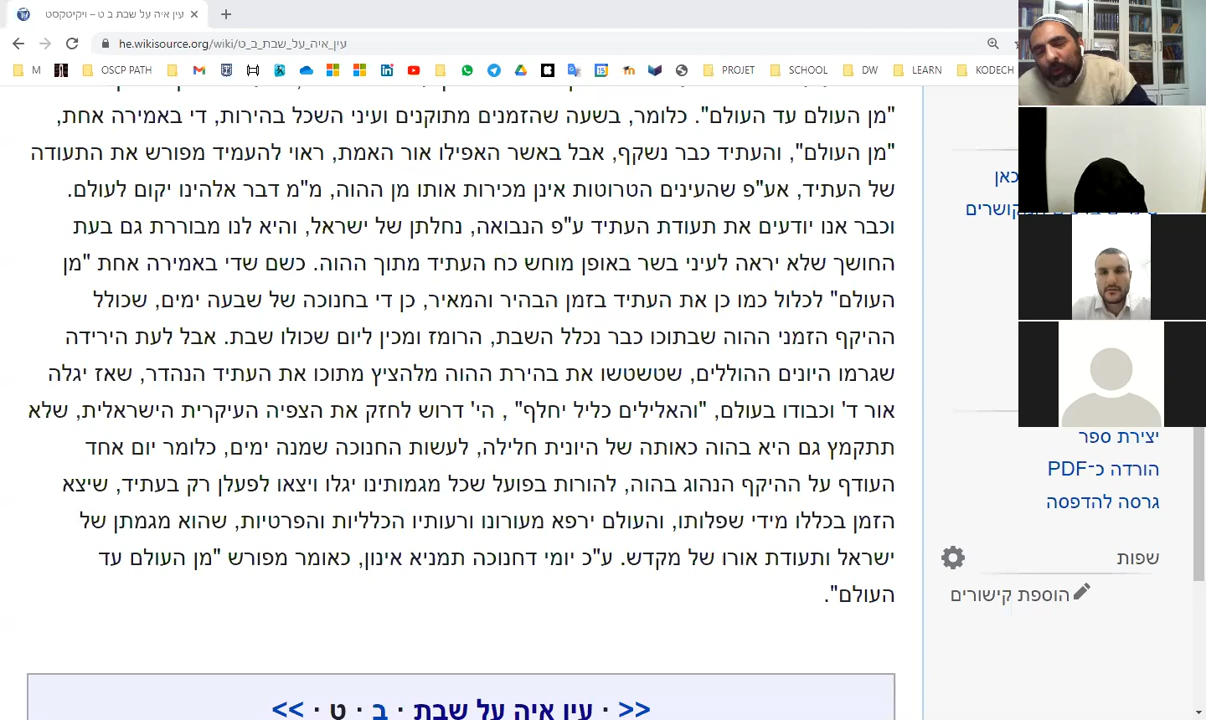 עין איה על שבת ב ט – ויקיטקסט
he.wikisource.org/wiki/עין_איה_על_שבת_ב_ט
M
OSCP PATH
PROJET
SCHOOL
DW
LEARN
KODECH
"מן העולם עד העולם". כלומר, בשעה שהזמנים מתוקנים ועיני השכל בהירות, די באמירה אחת,
"מן העולם", והעתיד כבר נשקף, אבל באשר האפילו אור האמת, ראוי להעמיד מפורש את התעודה
של העתיד, אע"פ שהעינים הטרוטות אינן מכירות אותו מן ההוה, מ"מ דבר אלהינו יקום לעולם.
וכבר אנו יודעים את תעודת העתיד ע"פ הנבואה, נחלתן של ישראל, והיא לנו מבוררת גם בעת
החושך שלא יראה לעיני בשר באופן מוחש כח העתיד מתוך ההוה. כשם שדי באמירה אחת "מן
העולם" לכלול כמו כן את העתיד בזמן הבהיר והמאיר, כן די בחנוכה של שבעה ימים, שכולל
ההיקף הזמני ההוה שבתוכו כבר נכלל השבת, הרומז ומכין ליום שכולו שבת. אבל לעת הירידה
שגרמו היונים ההוללים, שטשטשו את בהירת ההוה מלהציץ מתוכו את העתיד הנהדר, שאז יגלה
אור ד' וכבודו בעולם, "והאלילים כליל יחלף" , הי' דרוש לחזק את הצפיה העיקרית הישראלית, שלא
תתקמץ גם היא בהוה כאותה של היונית חלילה, לעשות החנוכה שמנה ימים, כלומר יום אחד
העודף על ההיקף הנהוג בהוה, להורות בפועל שכל מגמותינו יגלו ויצאו לפעלן רק בעתיד, שיצא
הזמן בכללו מידי שפלותו, והעולם ירפא מעורונו ורעותיו הכלליות והפרטיות, שהוא מגמתן של
ישראל ותעודת אורו של מקדש. ע"כ יומי דחנוכה תמניא אינון, כאומר מפורש "מן העולם עד
העולם".
<< · עין איה על שבת · ב · ט · >>
כאן
יצירת ספר
הורדה כ־PDF
גרסה להדפסה
שפות
הוספת קישורים